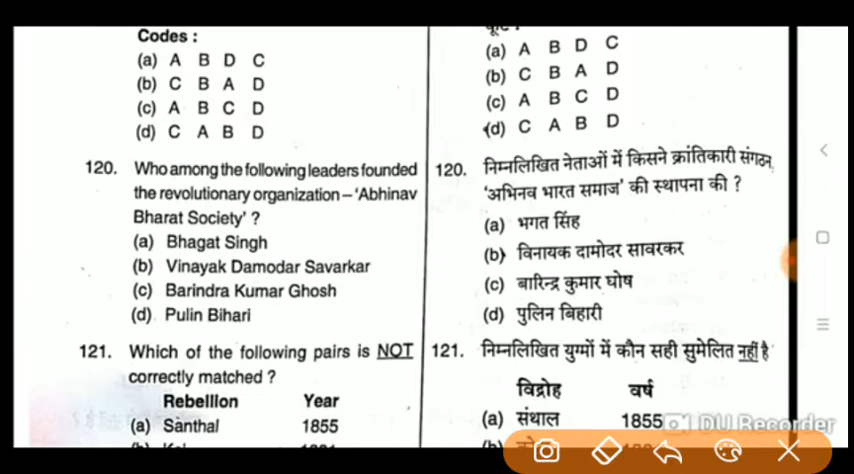 Codes :
(a) A B D C
(b) C B A D
(c) A B C D
(d) C A B D
120. Who among the following leaders founded
the revolutionary organization – ‘Abhinav
Bharat Society’ ?
(a) Bhagat Singh
(b) Vinayak Damodar Savarkar
(c) Barindra Kumar Ghosh
(d) Pulin Bihari
121. Which of the following pairs is NOT
correctly matched ?
Rebellion Year
(a) Santhal 1855
(a) A B D C
(b) C B A D
(c) A B C D
(d) C A B D
120. निम्नलिखित नेताओं में किसने क्रांतिकारी संगठन
‘अभिनव भारत समाज’ की स्थापना की ?
(a) भगत सिंह
(b) विनायक दामोदर सावरकर
(c) बारिन्द्र कुमार घोष
(d) पुलिन बिहारी
121. निम्नलिखित युग्मों में कौन सही सुमेलित नहीं है
विद्रोह वर्ष
(a) संथाल 1855
DU Recorder